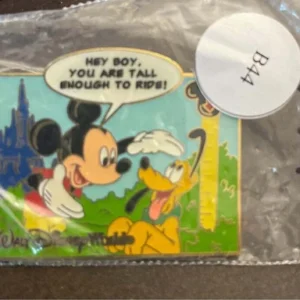 HEY BOY,
YOU ARE TALL
ENOUGH TO RIDE!
B44
Walt Disney World